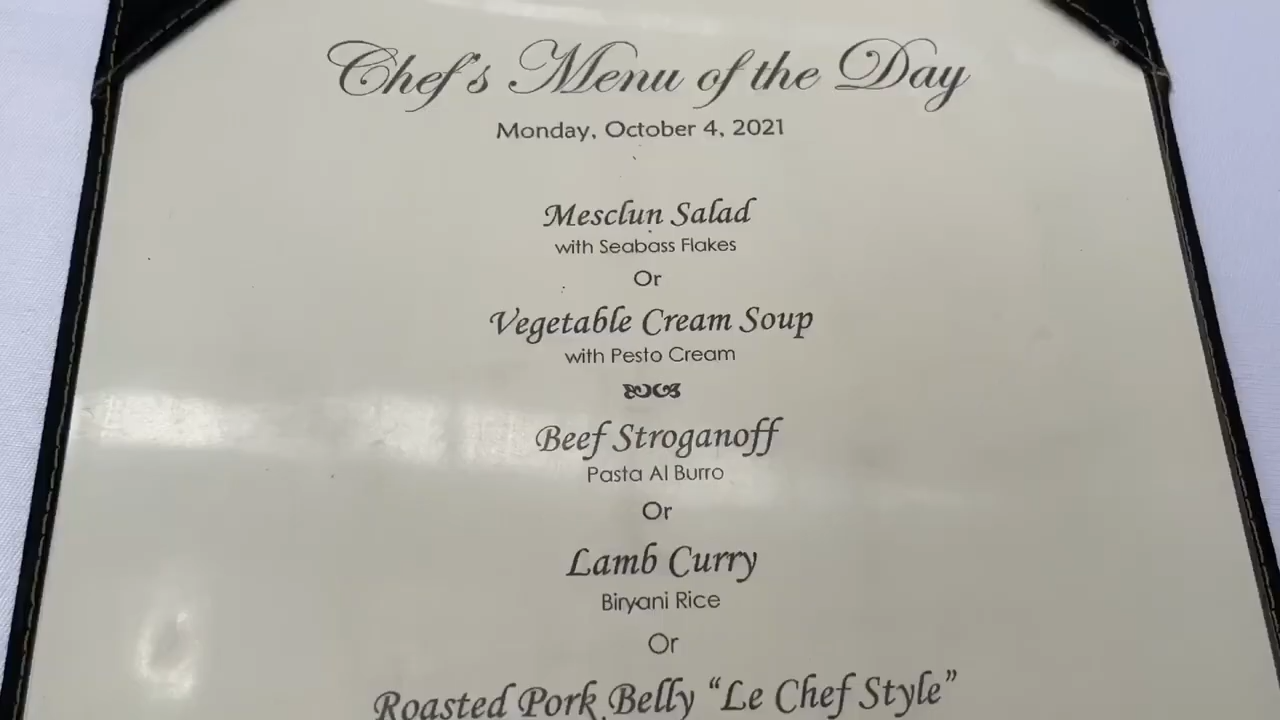 Chef's Menu of the Day
Monday, October 4, 2021
Mesclun Salad
with Seabass Flakes
Or
Vegetable Cream Soup
with Pesto Cream
Beef Stroganoff
Pasta Al Burro
Or
Lamb Curry
Biryani Rice
Or
Roasted Pork Belly “Le Chef Style”